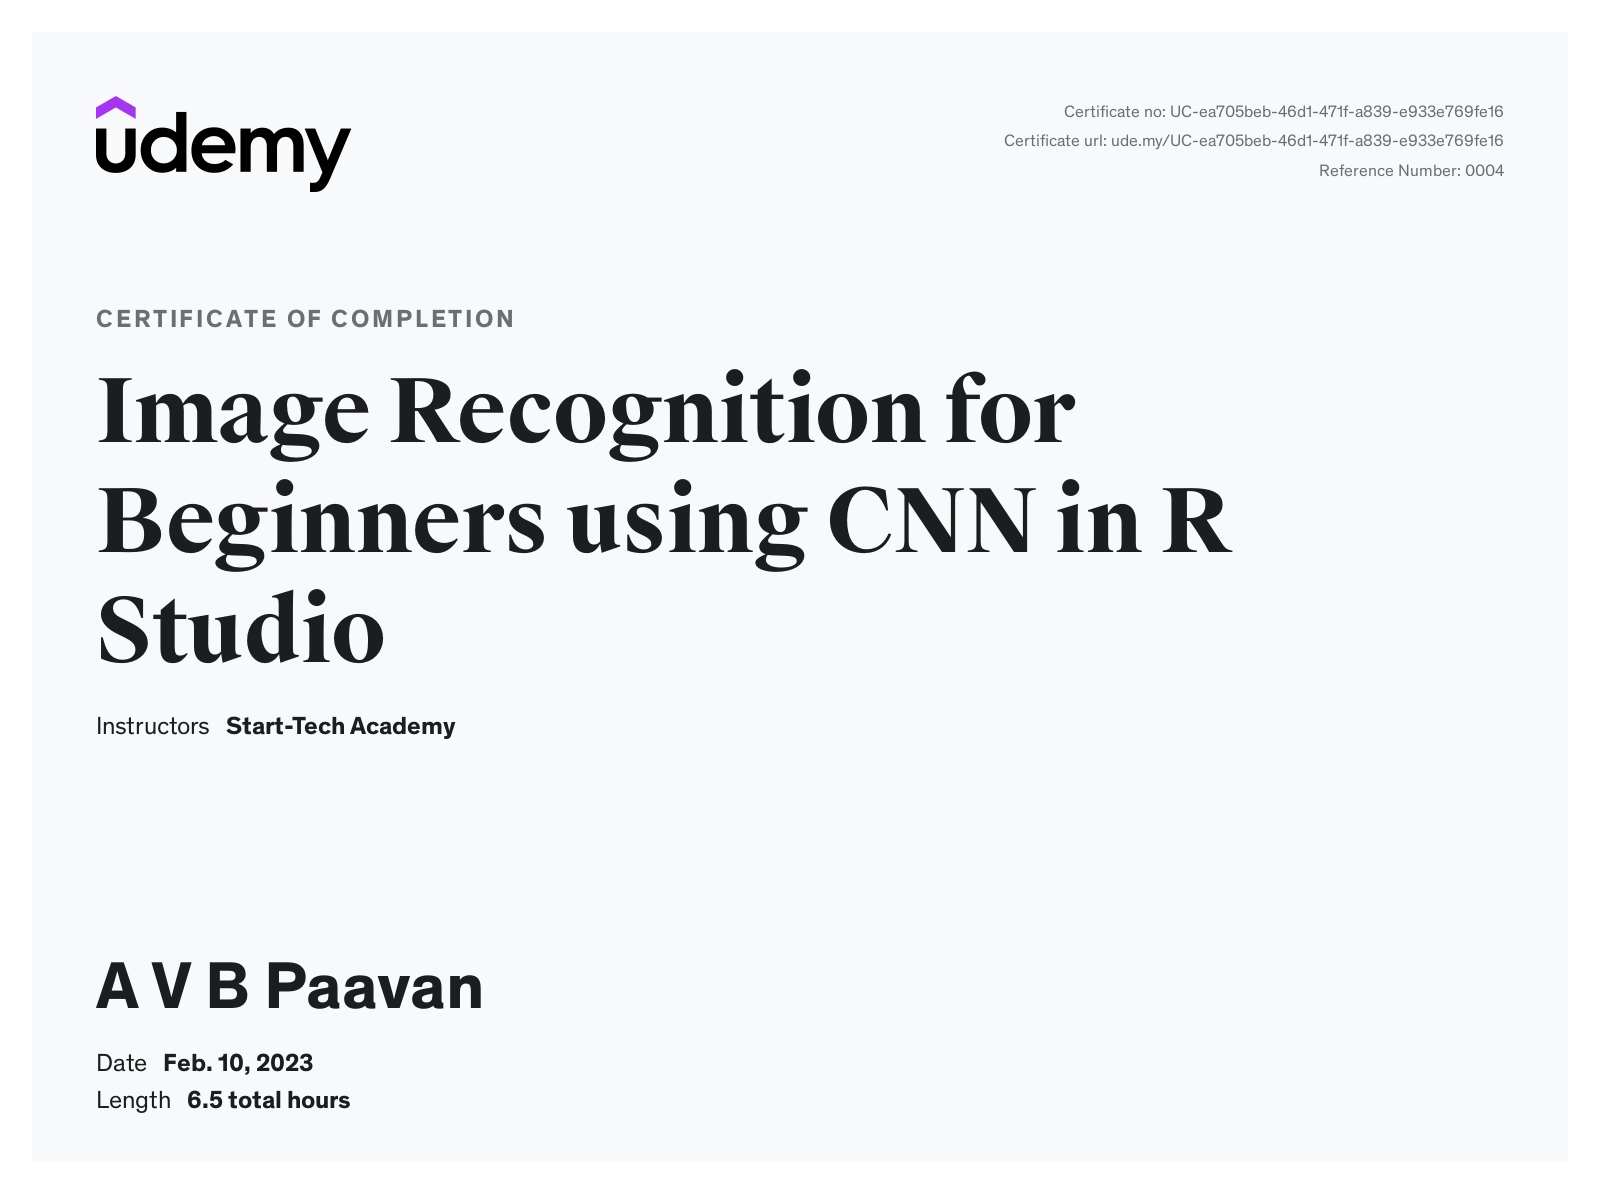 udemy
Certificate no: UC-ea705beb-46d1-471f-a839-e933e769fe16
Certificate url: ude.my/UC-ea705beb-46d1-471f-a839-e933e769fe16
Reference Number: 0004
CERTIFICATE OF COMPLETION
Image Recognition for
Beginners using CNN in R
Studio
Instructors Start-Tech Academy
A V B Paavan
Date Feb. 10, 2023
Length 6.5 total hours